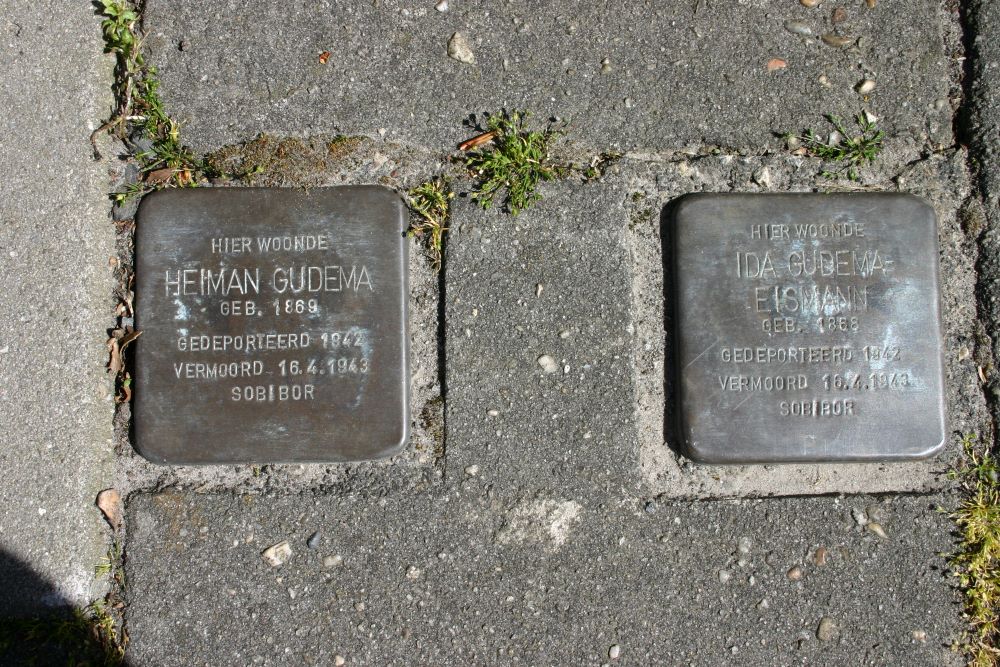 HIER WOONDE
HEIMAN GUDEMA
GEB. 1869
GEDEPORTEERD 1942
VERMOORD 16.4.1943
SOBIBOR
HIER WOONDE
IDA GUDEMA-
EISMANN
GEB. 1868
GEDEPORTEERD 1942
VERMOORD 16.4.1943
SOBIBOR